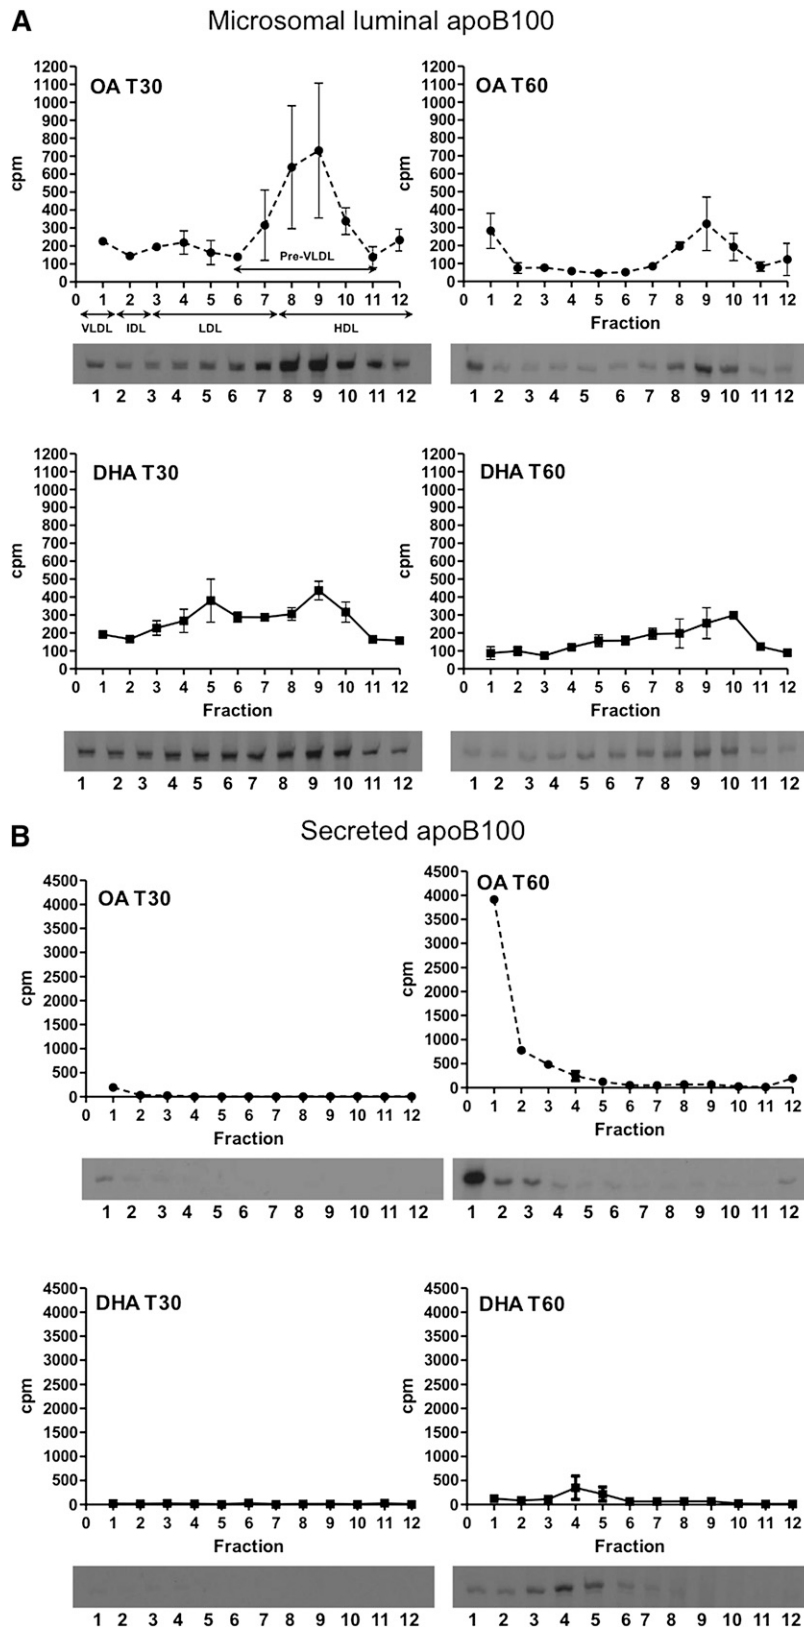 A Microsomal luminal apoB100
OA T30
OA T60
1200 1100 1000 900 800 700 600 500 400 300 200 100 0
cpm
Pre-VLDL
0 1 2 3 4 5 6 7 8 9 10 11 12
VLDL IDL LDL HDL
1 2 3 4 5 6 7 8 9 10 11 12
1200 1100 1000 900 800 700 600 500 400 300 200 100 0
cpm
0 1 2 3 4 5 6 7 8 9 10 11 12
Fraction
1 2 3 4 5 6 7 8 9 10 11 12
DHA T30
1200 1100 1000 900 800 700 600 500 400 300 200 100 0
cpm
0 1 2 3 4 5 6 7 8 9 10 11 12
Fraction
1 2 3 4 5 6 7 8 9 10 11 12
DHA T60
1200 1100 1000 900 800 700 600 500 400 300 200 100 0
cpm
0 1 2 3 4 5 6 7 8 9 10 11 12
Fraction
1 2 3 4 5 6 7 8 9 10 11 12
B Secreted apoB100
OA T30
4500 4000 3500 3000 2500 2000 1500 1000 500 0
cpm
0 1 2 3 4 5 6 7 8 9 10 11 12
Fraction
1 2 3 4 5 6 7 8 9 10 11 12
OA T60
4500 4000 3500 3000 2500 2000 1500 1000 500 0
cpm
0 1 2 3 4 5 6 7 8 9 10 11 12
Fraction
1 2 3 4 5 6 7 8 9 10 11 12
DHA T30
4500 4000 3500 3000 2500 2000 1500 1000 500 0
cpm
0 1 2 3 4 5 6 7 8 9 10 11 12
Fraction
1 2 3 4 5 6 7 8 9 10 11 12
DHA T60
4500 4000 3500 3000 2500 2000 1500 1000 500 0
cpm
0 1 2 3 4 5 6 7 8 9 10 11 12
Fraction
1 2 3 4 5 6 7 8 9 10 11 12